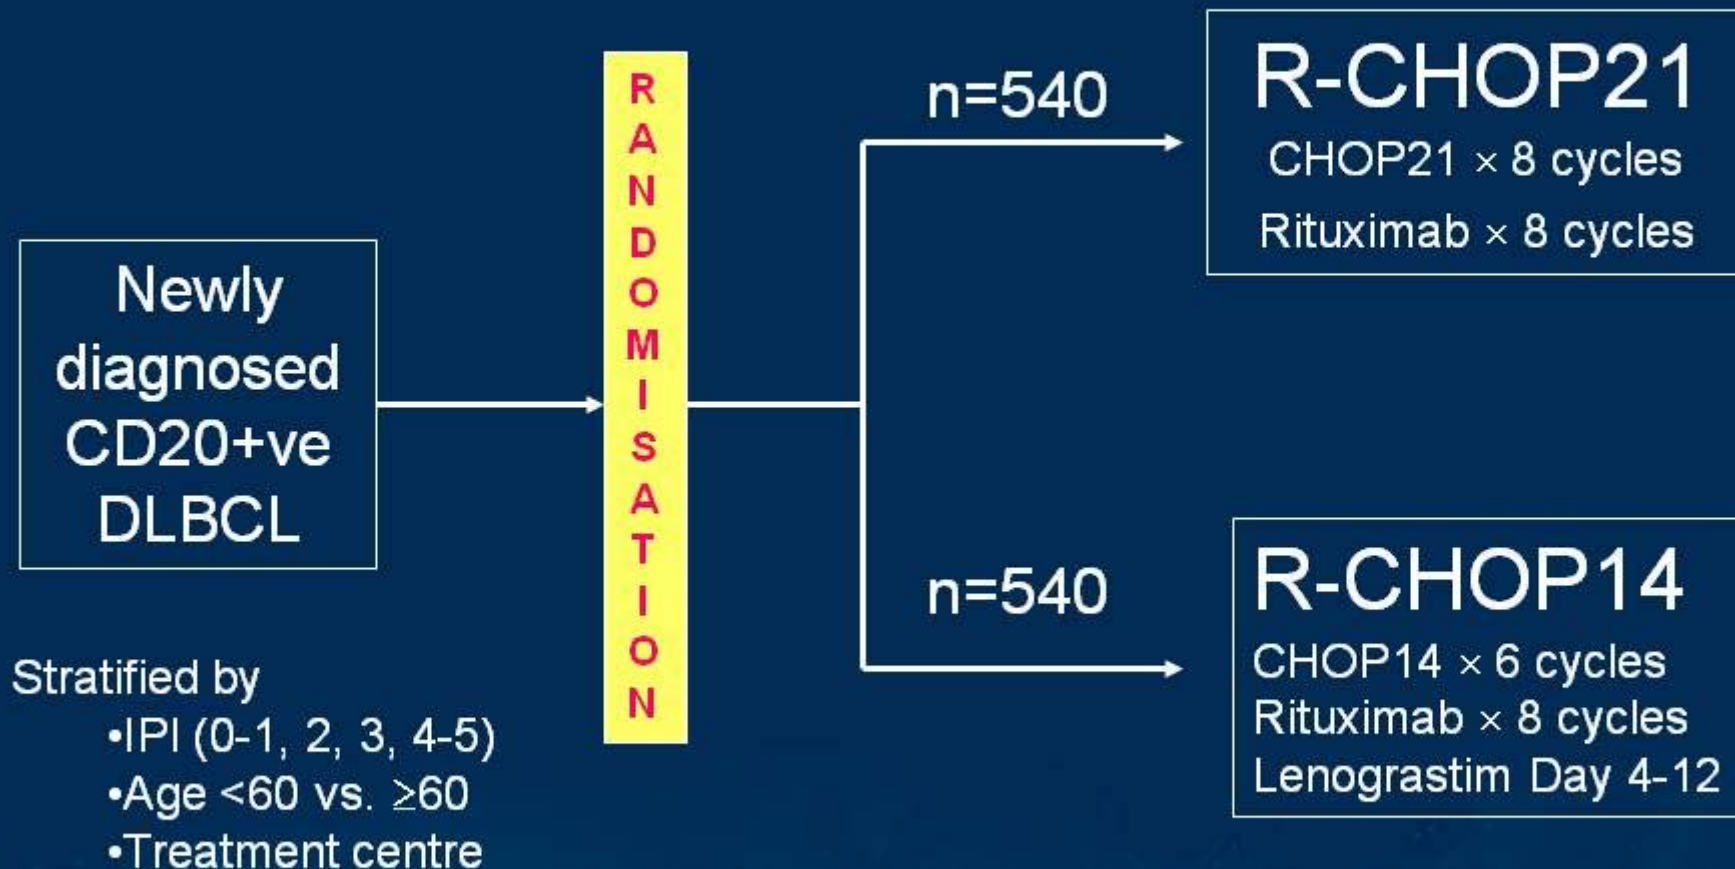 Newly
diagnosed
CD20+ve
DLBCL
Stratified by
•IPI (0-1, 2, 3, 4-5)
•Age <60 vs. ≥60
•Treatment centre
RANDOMISATION
n=540
R-CHOP21
CHOP21 × 8 cycles
Rituximab × 8 cycles
n=540
R-CHOP14
CHOP14 × 6 cycles
Rituximab × 8 cycles
Lenograstim Day 4-12